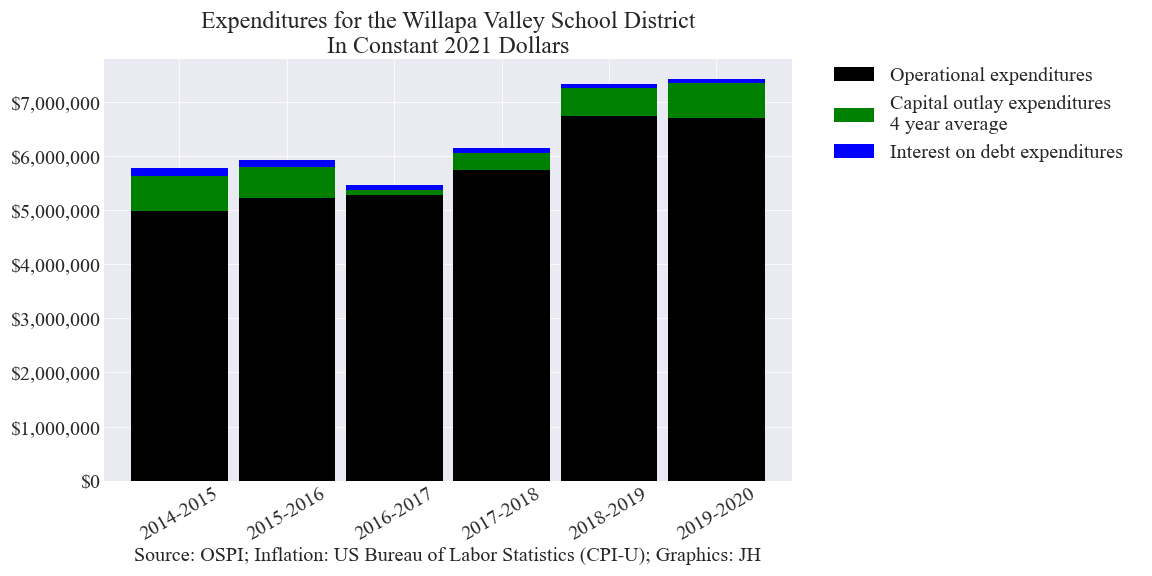 Expenditures for the Willapa Valley School District
In Constant 2021 Dollars
Operational expenditures
Capital outlay expenditures
4 year average
Interest on debt expenditures
$7,000,000
$6,000,000
$5,000,000
$4,000,000
$3,000,000
$2,000,000
$1,000,000
$0
2014-2015
2015-2016
2016-2017
2017-2018
2018-2019
2019-2020
Source: OSPI; Inflation: US Bureau of Labor Statistics (CPI-U); Graphics: JH